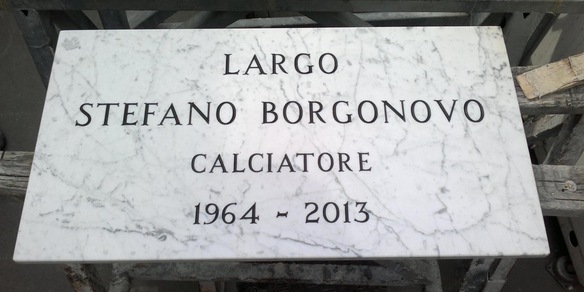 LARGO
STEFANO BORGONOVO
CALCIATORE
1964 - 2013